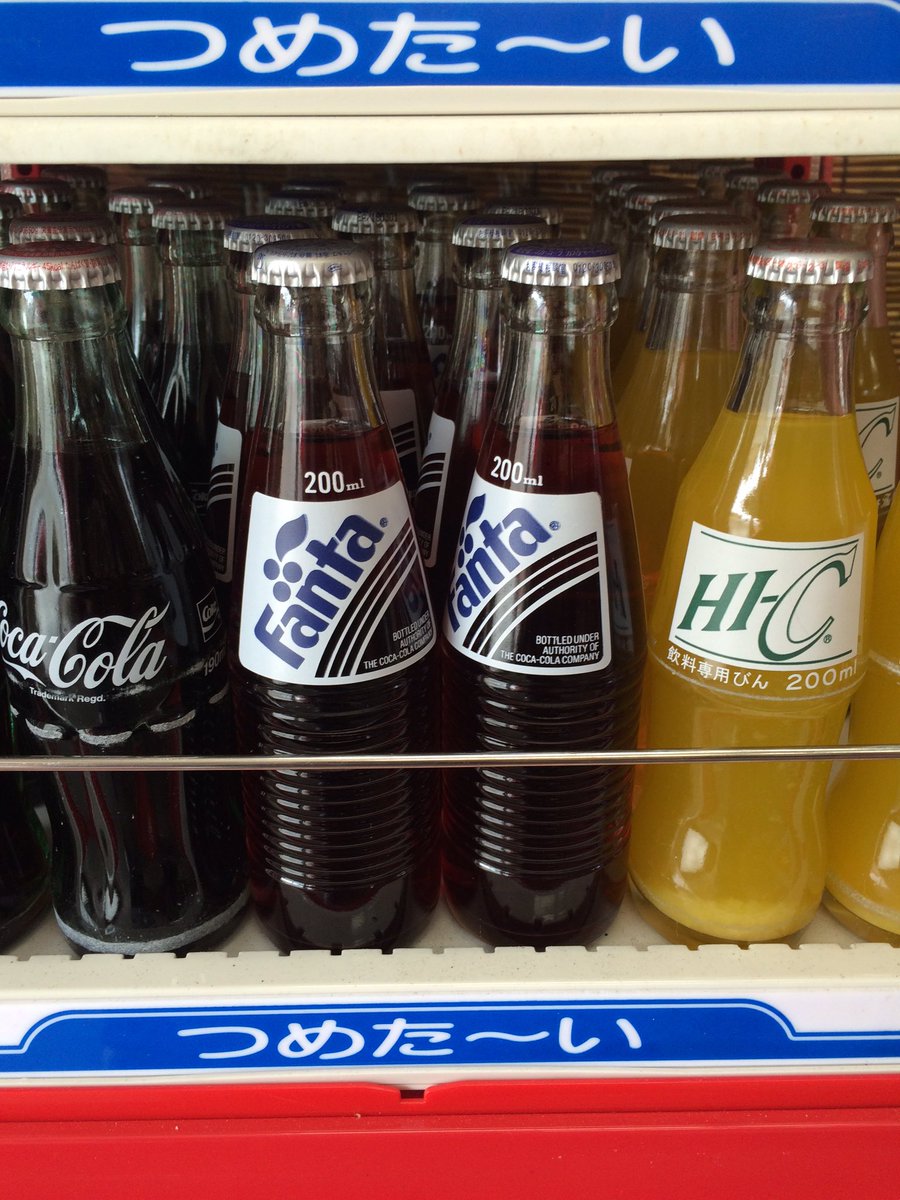 つめた〜い
200ml
200ml
Coca-Cola
Trademark Regd.
190ml
Fanta
BOTTLED UNDER
AUTHORITY OF
THE COCA-COLA COMPANY
Fanta
BOTTLED UNDER
AUTHORITY OF
THE COCA-COLA COMPANY
HI-C®
飲料専用びん 200ml
つめた〜い